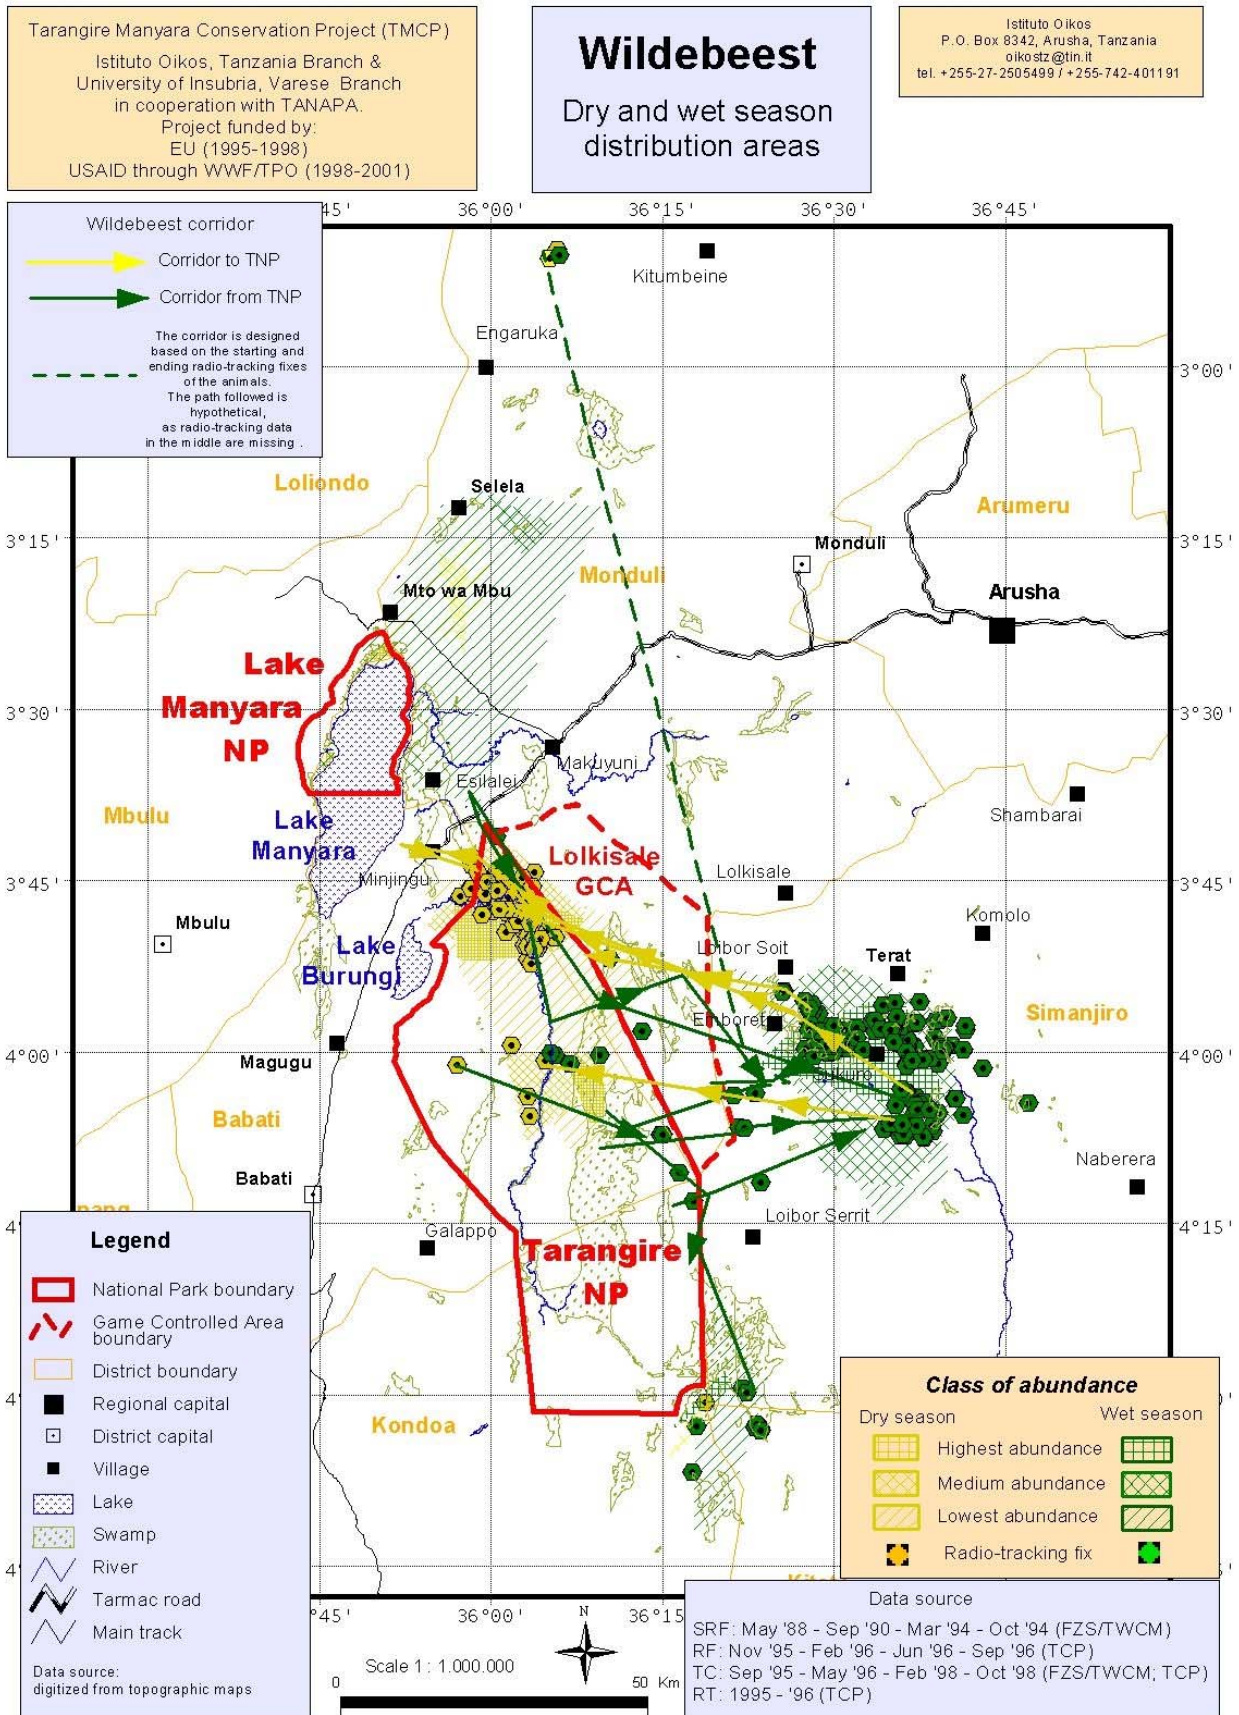 Tarangire Manyara Conservation Project (TMCP)
Istituto Oikos, Tanzania Branch &
University of Insubria, Varese Branch
in cooperation with TANAPA.
Project funded by:
EU (1995-1998)
USAID through WWF/TPO (1998-2001)
Wildebeest
Dry and wet season
distribution areas
Istituto Oikos
P.O. Box 8342, Arusha, Tanzania
oikostz@tin.it
tel. +255-27-2505499 / +255-742-401191
Wildebeest corridor
Corridor to TNP
Corridor from TNP
The corridor is designed
based on the starting and
ending radio-tracking fixes
of the animals.
The path followed is
hypothetical,
as radio-tracking data
in the middle are missing .
45'
36°00'
36°15'
36°30'
36°45'
Kitumbeine
Engaruka
3°00'
Loliondo
Selela
Arumeru
3°15'
Monduli
3°15'
Monduli
Mto wa Mbu
Arusha
Lake
Manyara
NP
3°30'
3°30'
Makuyuni
Esilalei
Mbulu
Shambarai
Lake
Manyara
Lolkisale
GCA
Minjingu
Lolkisale
3°45'
3°45'
Mbulu
Komolo
Lake
Burungi
Loibor Soit
Terat
Emboret
Simanjiro
4°00'
4°00'
Magugu
Sukuro
Babati
Naberera
Babati
Loibor Serrit
Galappo
4°15'
Tarangire
NP
Kondoa
Legend
National Park boundary
Game Controlled Area
boundary
District boundary
Regional capital
District capital
Village
Lake
Swamp
River
Tarmac road
Main track
Data source:
digitized from topographic maps
Class of abundance
Dry season
Wet season
Highest abundance
Medium abundance
Lowest abundance
Radio-tracking fix
45'
36°00'
36°15'
N
Scale 1 : 1.000.000
0
50 Km
Data source
SRF: May '88 - Sep '90 - Mar '94 - Oct '94 (FZS/TWCM)
RF: Nov '95 - Feb '96 - Jun '96 - Sep '96 (TCP)
TC: Sep '95 - May '96 - Feb '98 - Oct '98 (FZS/TWCM; TCP)
RT: 1995 - '96 (TCP)